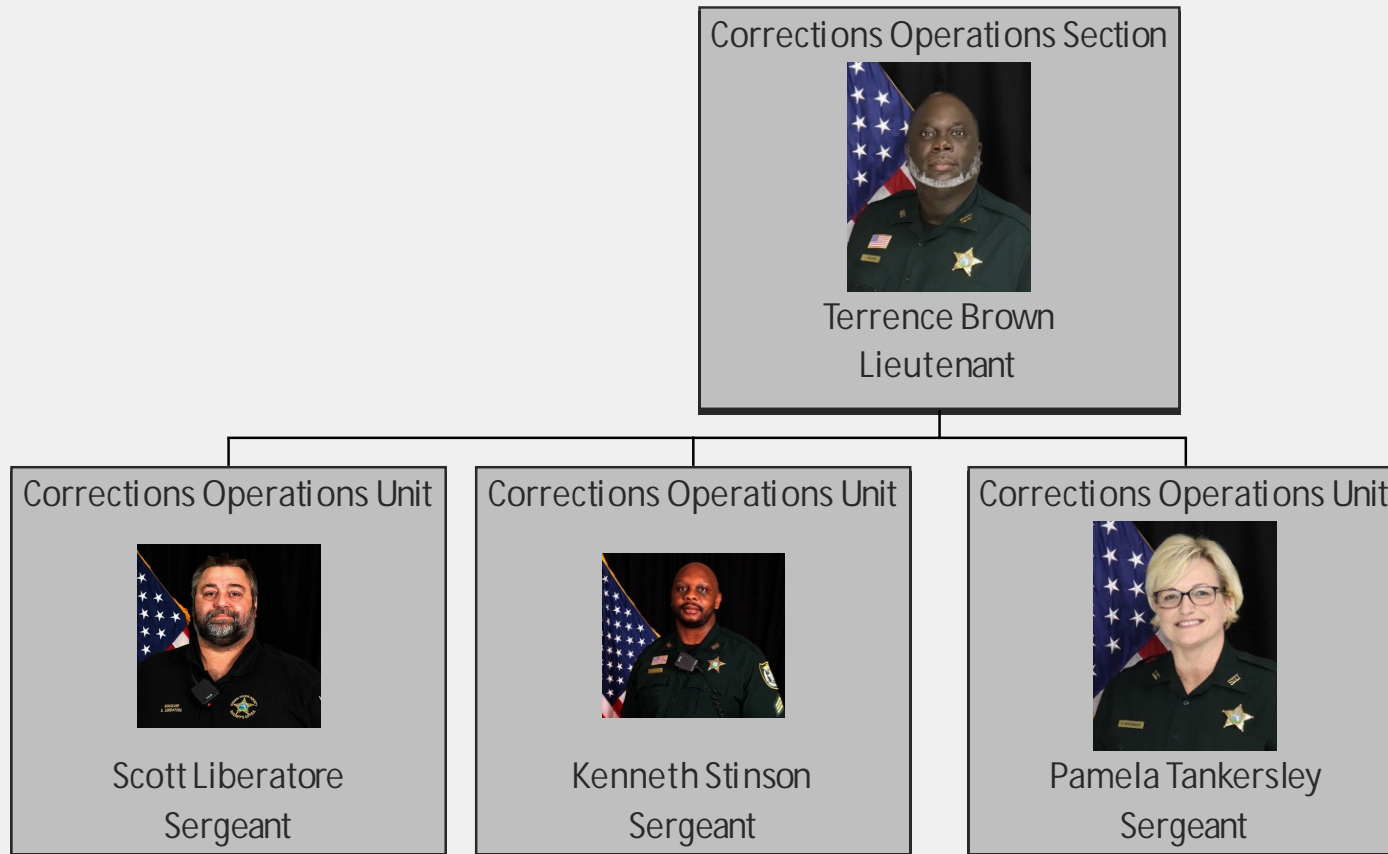 Corrections Operations Section
Terrence Brown
Lieutenant
Corrections Operations Unit
Scott Liberatore
Sergeant
Corrections Operations Unit
Kenneth Stinson
Sergeant
Corrections Operations Unit
Pamela Tankersley
Sergeant